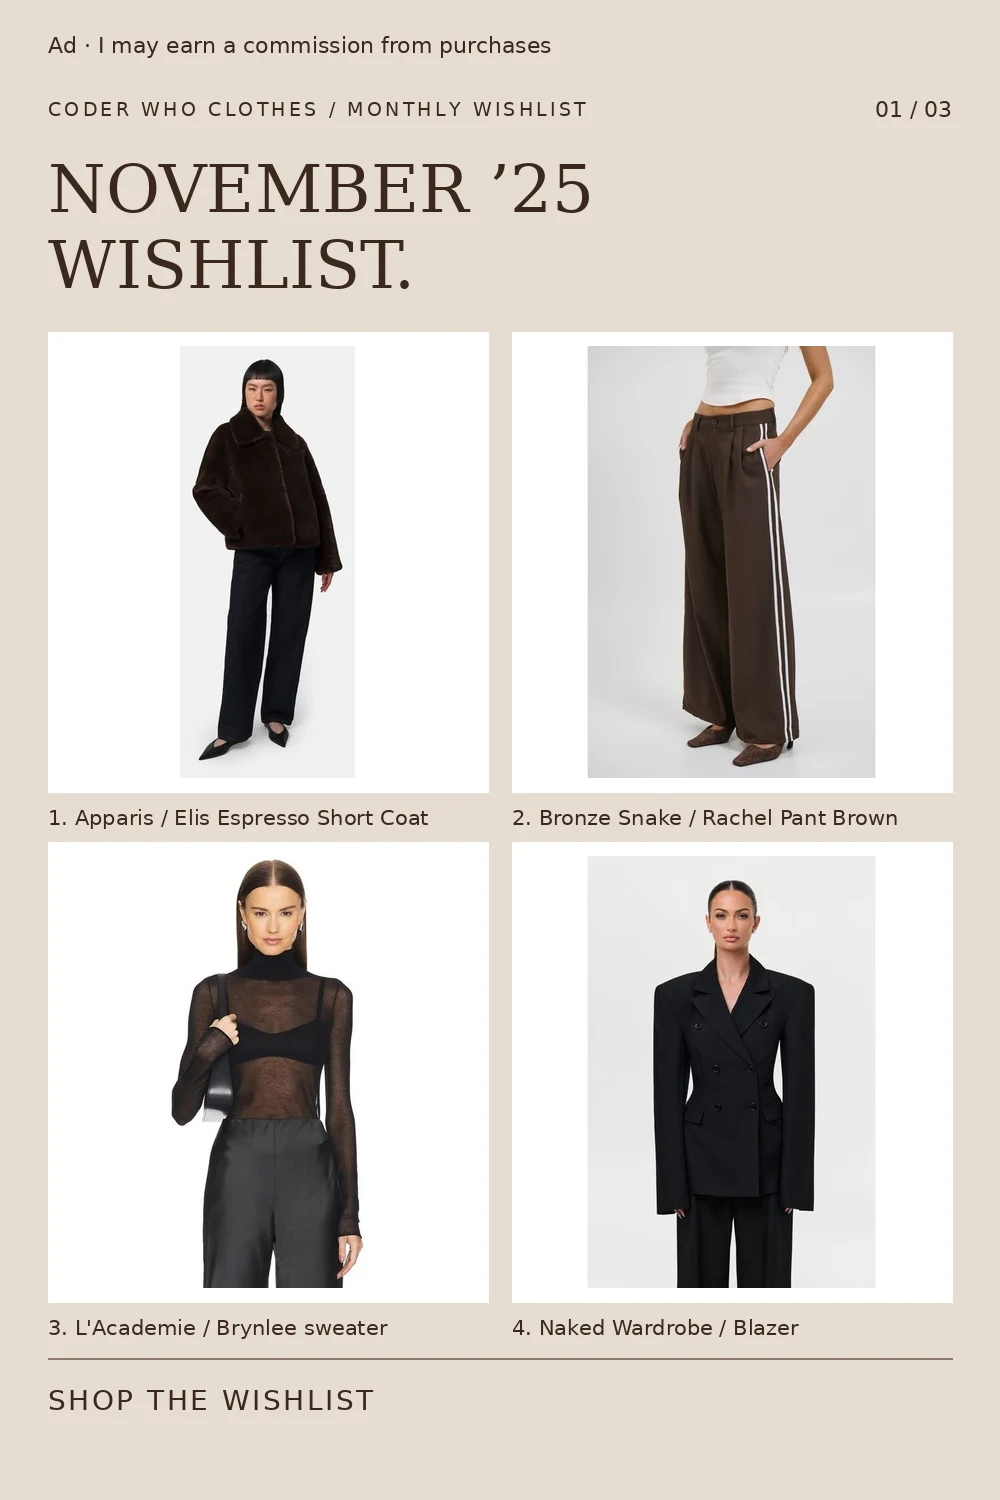 Ad · I may earn a commission from purchases
CODER WHO CLOTHES / MONTHLY WISHLIST
01 / 03
NOVEMBER ’25
WISHLIST.
1. Apparis / Elis Espresso Short Coat
2. Bronze Snake / Rachel Pant Brown
3. L'Academie / Brynlee sweater
4. Naked Wardrobe / Blazer
SHOP THE WISHLIST